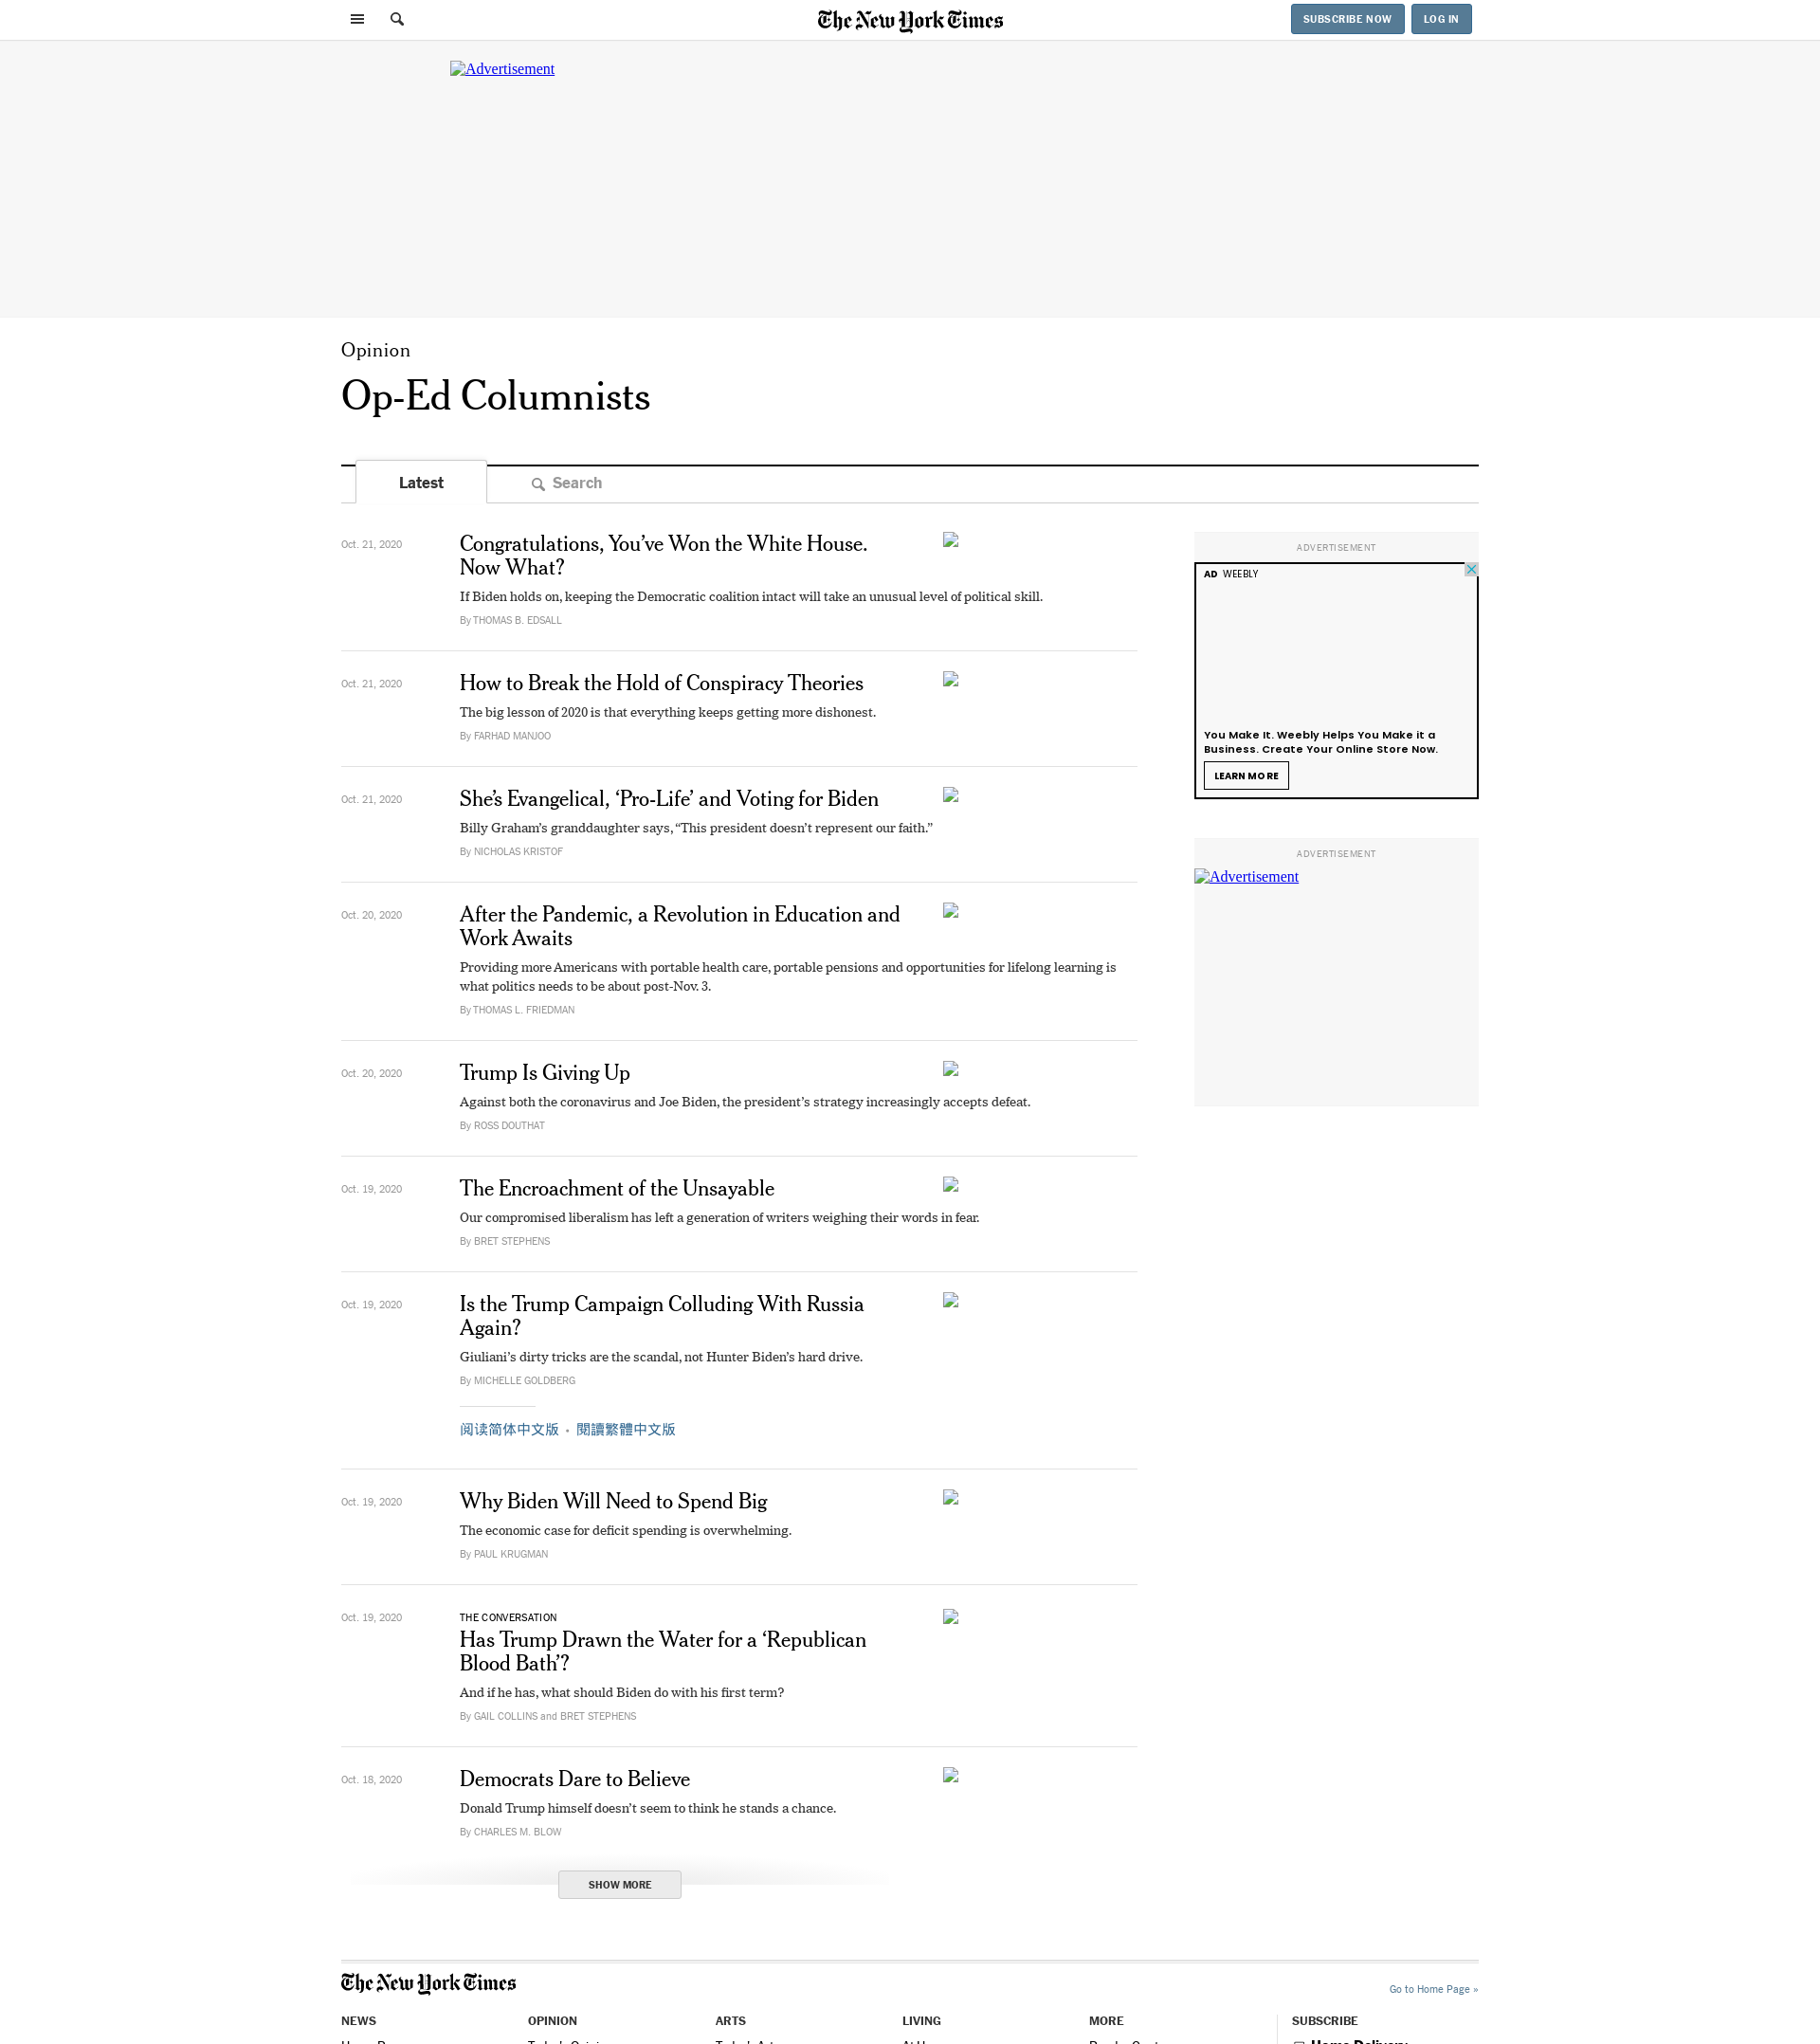 The New York Times
SUBSCRIBE NOW
LOG IN
Advertisement
Opinion
Op-Ed Columnists
Latest
Search
Oct. 21, 2020
Congratulations, You’ve Won the White House.
Now What?
If Biden holds on, keeping the Democratic coalition intact will take an unusual level of political skill.
By THOMAS B. EDSALL
Oct. 21, 2020
How to Break the Hold of Conspiracy Theories
The big lesson of 2020 is that everything keeps getting more dishonest.
By FARHAD MANJOO
Oct. 21, 2020
She’s Evangelical, ‘Pro-Life’ and Voting for Biden
Billy Graham’s granddaughter says, “This president doesn’t represent our faith.”
By NICHOLAS KRISTOF
Oct. 20, 2020
After the Pandemic, a Revolution in Education and
Work Awaits
Providing more Americans with portable health care, portable pensions and opportunities for lifelong learning is
what politics needs to be about post-Nov. 3.
By THOMAS L. FRIEDMAN
Oct. 20, 2020
Trump Is Giving Up
Against both the coronavirus and Joe Biden, the president’s strategy increasingly accepts defeat.
By ROSS DOUTHAT
Oct. 19, 2020
The Encroachment of the Unsayable
Our compromised liberalism has left a generation of writers weighing their words in fear.
By BRET STEPHENS
Oct. 19, 2020
Is the Trump Campaign Colluding With Russia
Again?
Giuliani’s dirty tricks are the scandal, not Hunter Biden’s hard drive.
By MICHELLE GOLDBERG
阅读简体中文版 • 閱讀繁體中文版
Oct. 19, 2020
Why Biden Will Need to Spend Big
The economic case for deficit spending is overwhelming.
By PAUL KRUGMAN
Oct. 19, 2020
THE CONVERSATION
Has Trump Drawn the Water for a ‘Republican
Blood Bath’?
And if he has, what should Biden do with his first term?
By GAIL COLLINS and BRET STEPHENS
Oct. 18, 2020
Democrats Dare to Believe
Donald Trump himself doesn’t seem to think he stands a chance.
By CHARLES M. BLOW
SHOW MORE
ADVERTISEMENT
AD WEEBLY
You Make It. Weebly Helps You Make it a
Business. Create Your Online Store Now.
LEARN MORE
ADVERTISEMENT
Advertisement
The New York Times
Go to Home Page »
NEWS
OPINION
ARTS
LIVING
MORE
SUBSCRIBE